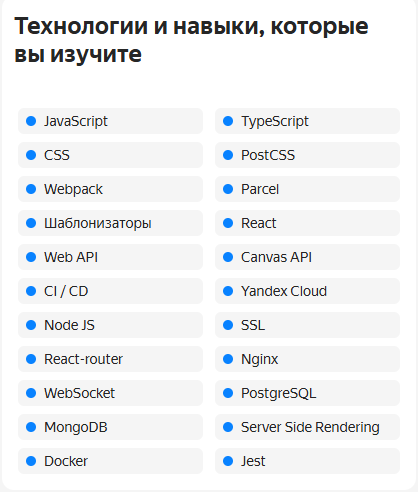 Технологии и навыки, которые
вы изучите
JavaScript
TypeScript
CSS
PostCSS
Webpack
Parcel
Шаблонизаторы
React
Web API
Canvas API
CI / CD
Yandex Cloud
Node JS
SSL
React-router
Nginx
WebSocket
PostgreSQL
MongoDB
Server Side Rendering
Docker
Jest